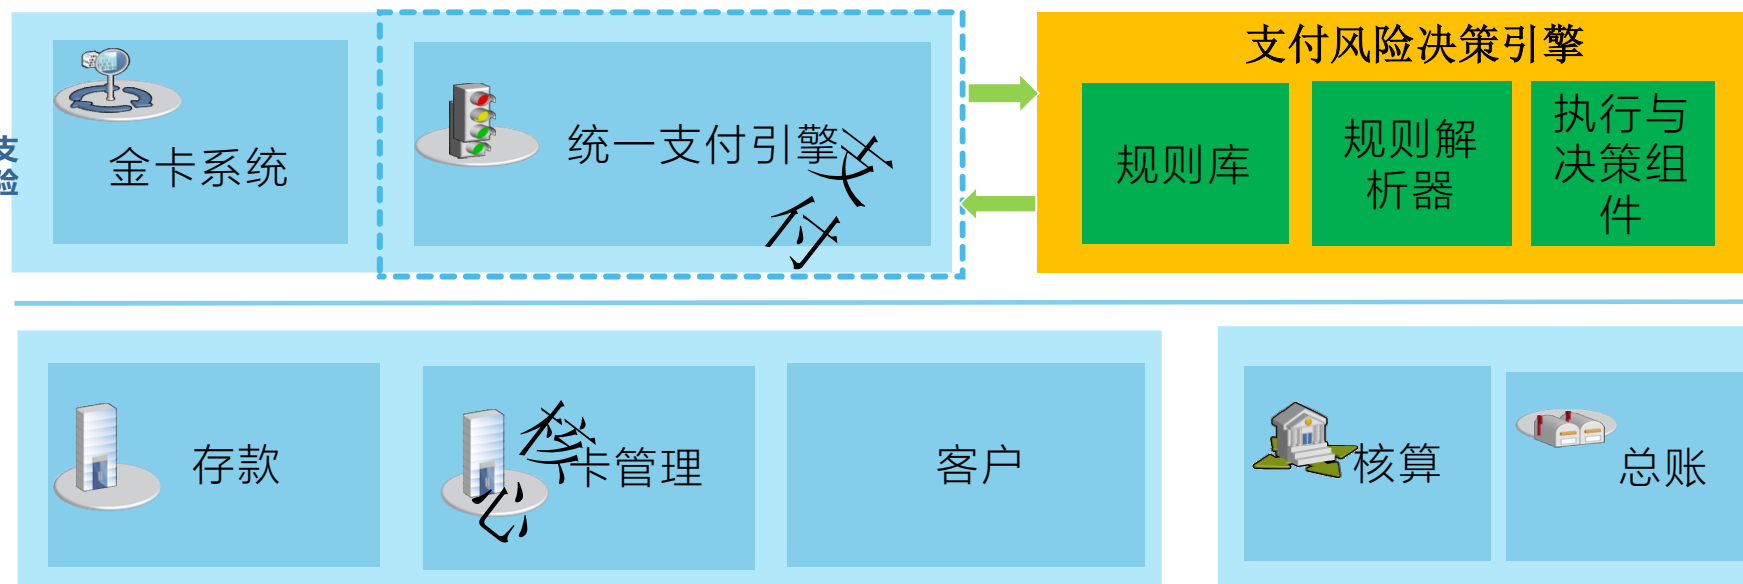 支付风险决策引擎
支
险
金卡系统
统一支付引擎
支付
规则库
规则解
析器
执行与
决策组
件
存款
核心
卡管理
客户
核算
总账